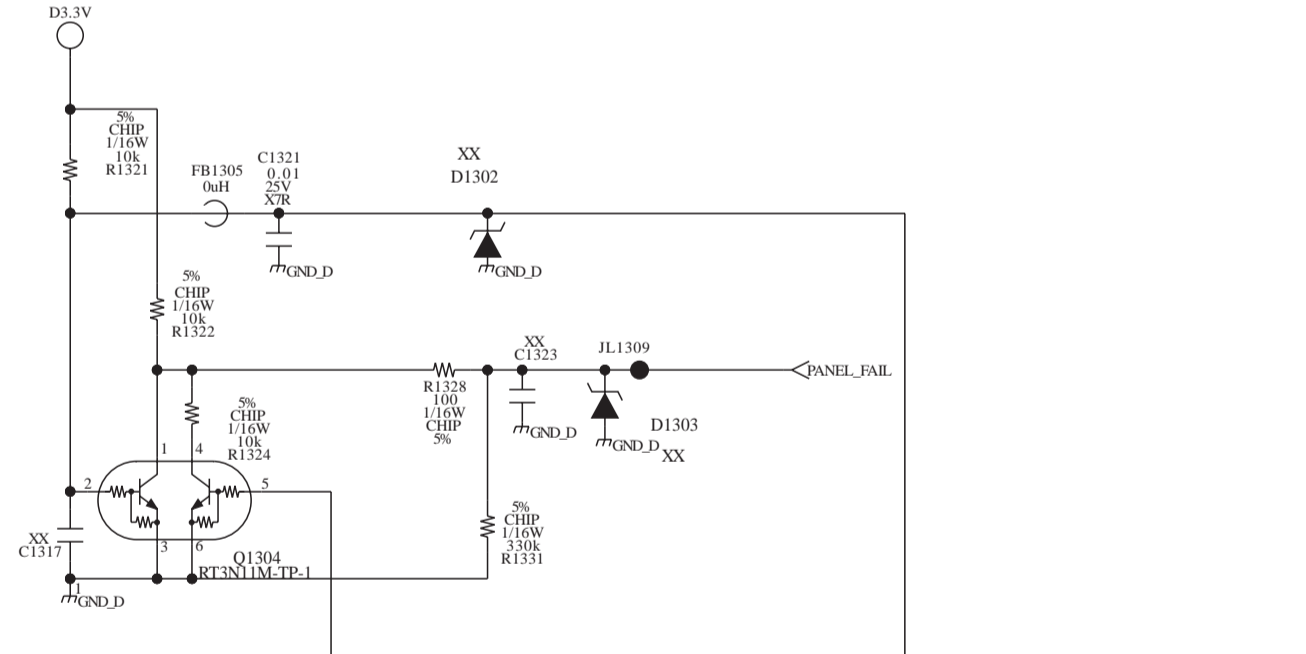 D3.3V
5%
CHIP
1/16W
10k
R1321
FB1305
0uH
C1321
0.01
25V
X7R
XX
D1302
GND_D
GND_D
5%
CHIP
1/16W
10k
R1322
XX
C1323
JL1309
PANEL_FAIL
R1328
100
1/16W
CHIP
5%
GND_D
D1303
GND_D
XX
5%
CHIP
1/16W
10k
R1324
1
4
2
5
XX
C1317
3
6
Q1304
RT3N11M-TP-1
5%
CHIP
1/16W
330k
R1331
1
GND_D